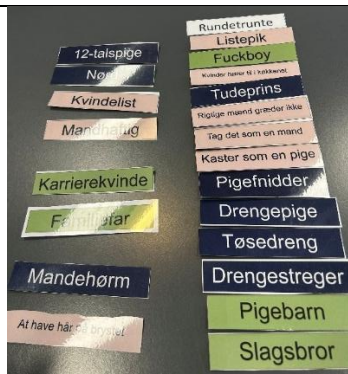 12-talspige
Kvindelist
Mandhaftig
Karrierekvinde
Familiefar
Mandehørm
At have hår på brystet
Rundetrunte
Listepik
Fuckboy
Kvinder hører til i køkkenet
Tudeprins
Rigtige mænd græder ikke
Tag det som en mand
Kaster som en pige
Pigefnidder
Drengepige
Tøsedreng
Drengestreger
Pigebarn
Slagsbror